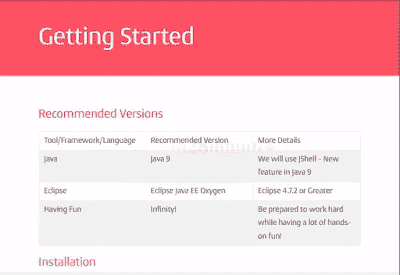 Getting Started
Recommended Versions
Tool/Framework/Language Recommended Version More Details
Java Java 9 We will use JShell - New
feature in Java 9
Eclipse Eclipse Java EE Oxygen Eclipse 4.7.2 or Greater
Having Fun Infinity! Be prepared to work hard
while having a lot of hands-
on fun!
Installation